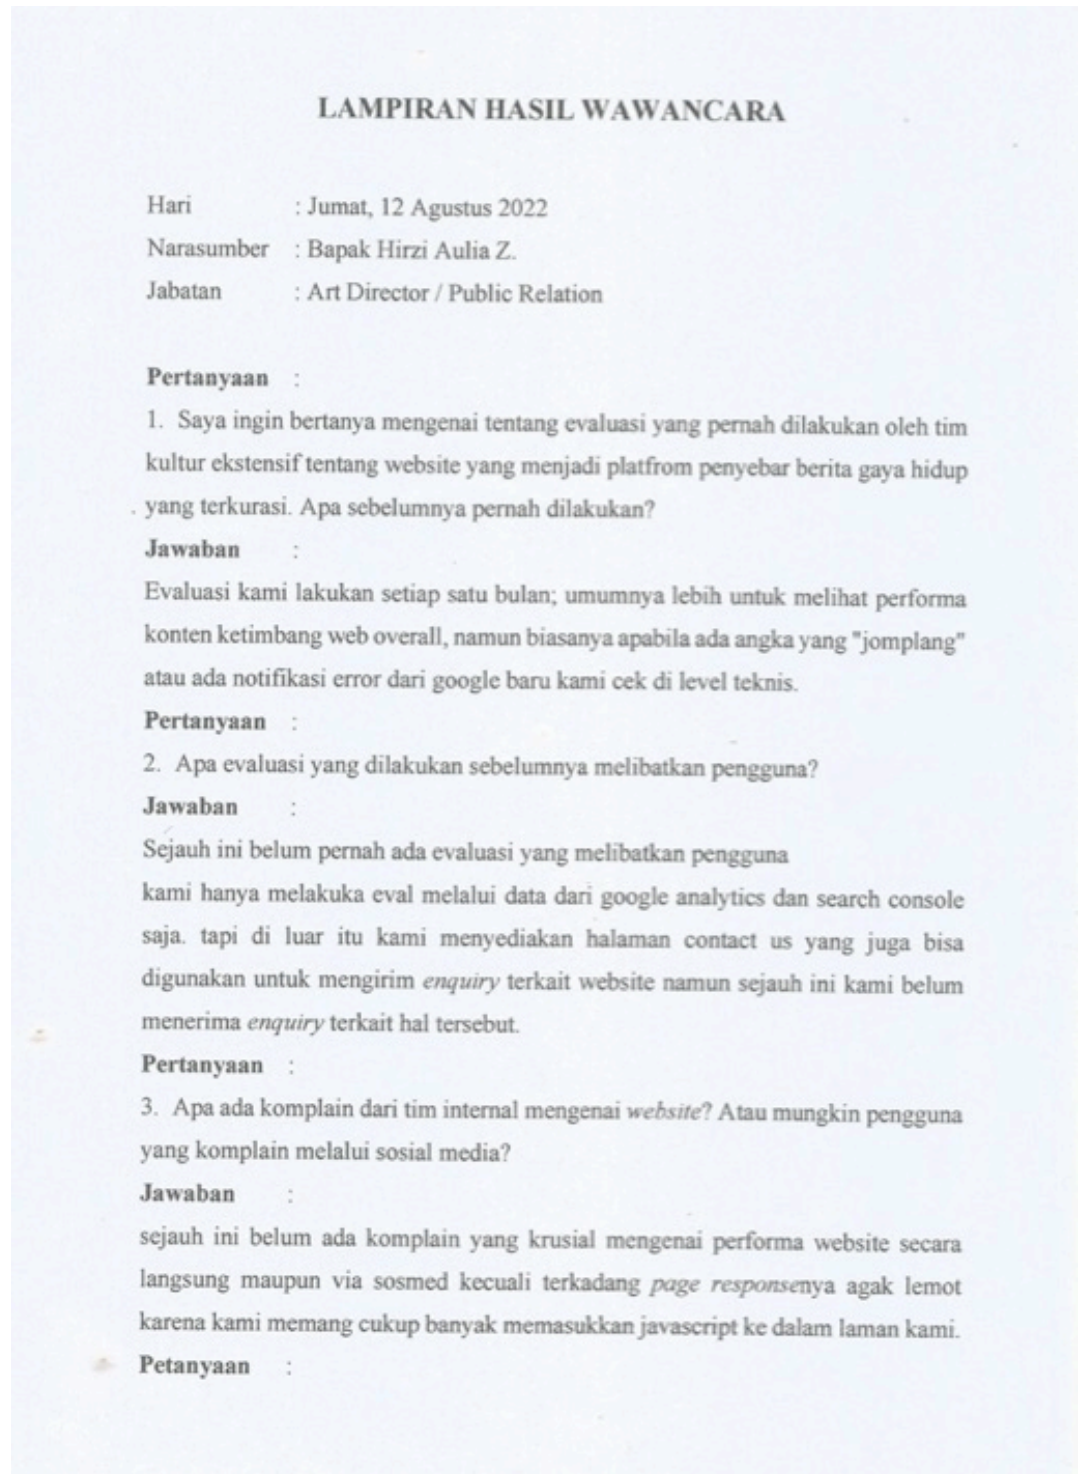 LAMPIRAN HASIL WAWANCARA
Hari : Jumat, 12 Agustus 2022
Narasumber : Bapak Hirzi Aulia Z.
Jabatan : Art Director / Public Relation
Pertanyaan :
1. Saya ingin bertanya mengenai tentang evaluasi yang pernah dilakukan oleh tim
kultur ekstensif tentang website yang menjadi platfrom penyebar berita gaya hidup
yang terkurasi. Apa sebelumnya pernah dilakukan?
Jawaban :
Evaluasi kami lakukan setiap satu bulan; umumnya lebih untuk melihat performa
konten ketimbang web overall, namun biasanya apabila ada angka yang "jomplang"
atau ada notifikasi error dari google baru kami cek di level teknis.
Pertanyaan :
2. Apa evaluasi yang dilakukan sebelumnya melibatkan pengguna?
Jawaban :
Sejauh ini belum pernah ada evaluasi yang melibatkan pengguna
kami hanya melakuka eval melalui data dari google analytics dan search console
saja. tapi di luar itu kami menyediakan halaman contact us yang juga bisa
digunakan untuk mengirim enquiry terkait website namun sejauh ini kami belum
menerima enquiry terkait hal tersebut.
Pertanyaan :
3. Apa ada komplain dari tim internal mengenai website? Atau mungkin pengguna
yang komplain melalui sosial media?
Jawaban :
sejauh ini belum ada komplain yang krusial mengenai performa website secara
langsung maupun via sosmed kecuali terkadang page responsenya agak lemot
karena kami memang cukup banyak memasukkan javascript ke dalam laman kami.
Petanyaan :